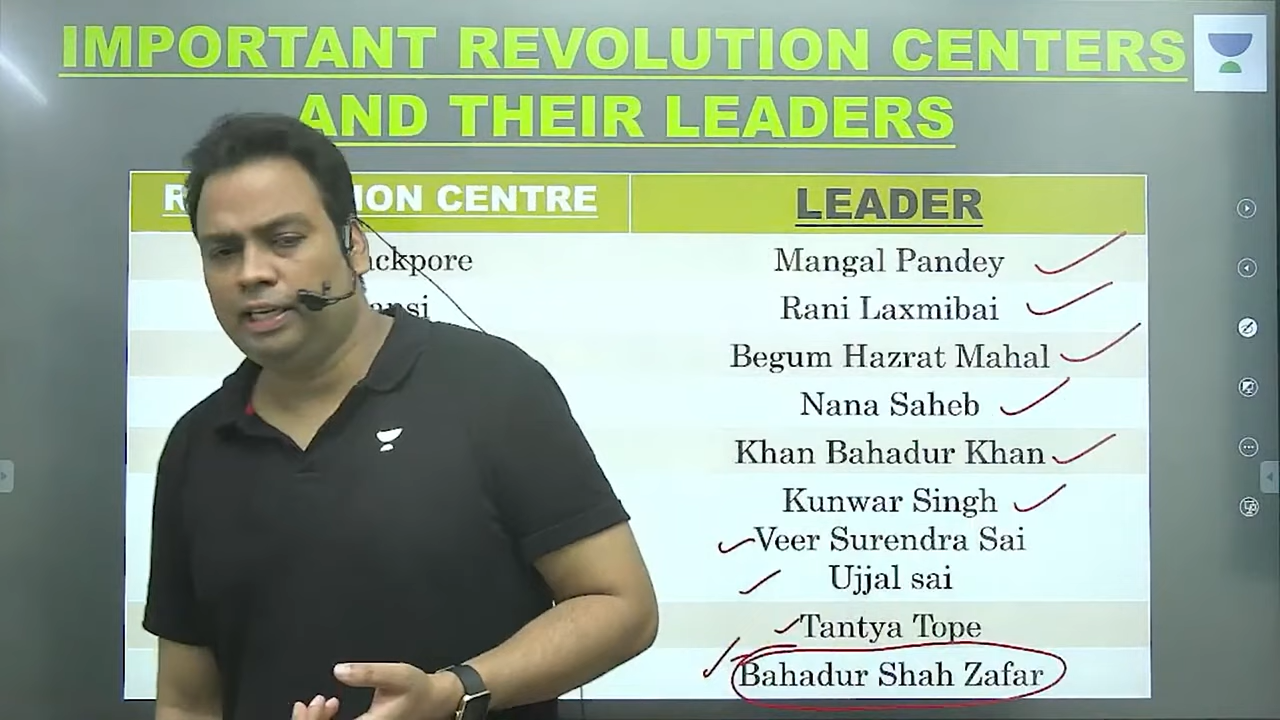 IMPORTANT REVOLUTION CENTERS
AND THEIR LEADERS
CENTRE LEADER
Mangal Pandey
Rani Laxmibai
Begum Hazrat Mahal
Nana Saheb
Khan Bahadur Khan
Kunwar Singh
Veer Surendra Sai
Ujjal sai
Tantya Tope
Bahadur Shah Zafar